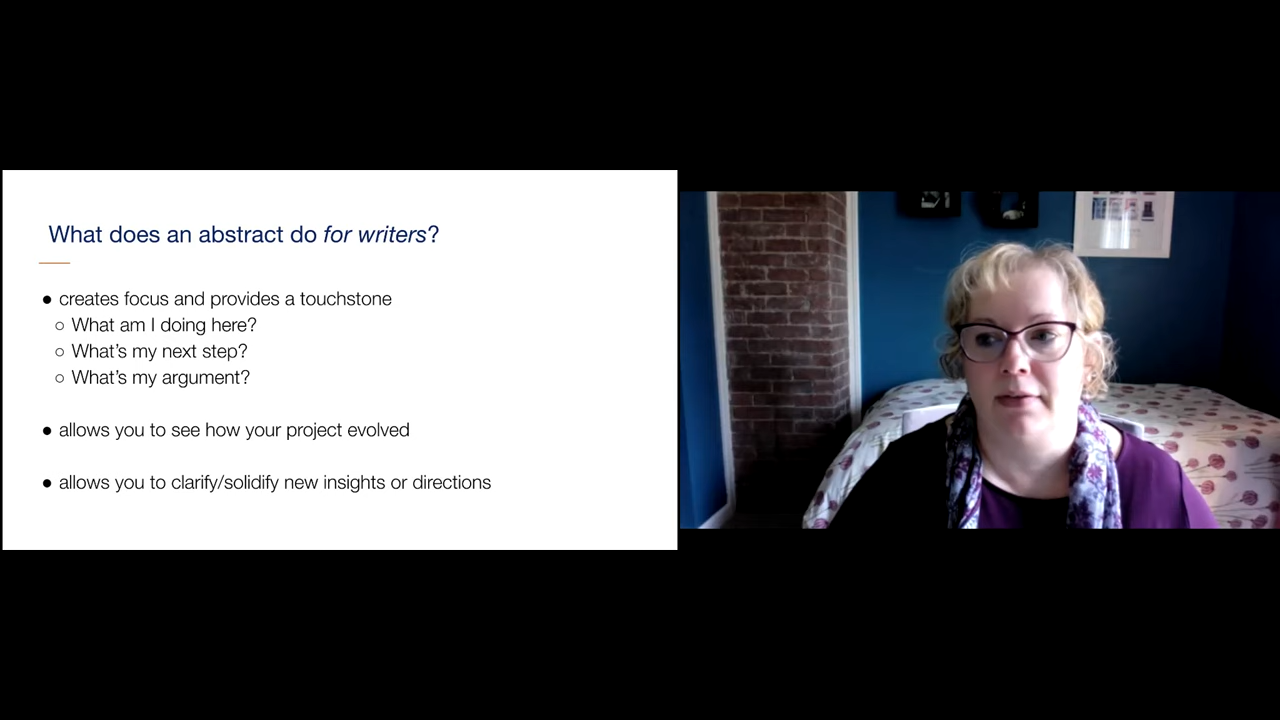 What does an abstract do for writers?
● creates focus and provides a touchstone
○ What am I doing here?
○ What's my next step?
○ What's my argument?
● allows you to see how your project evolved
● allows you to clarify/solidify new insights or directions